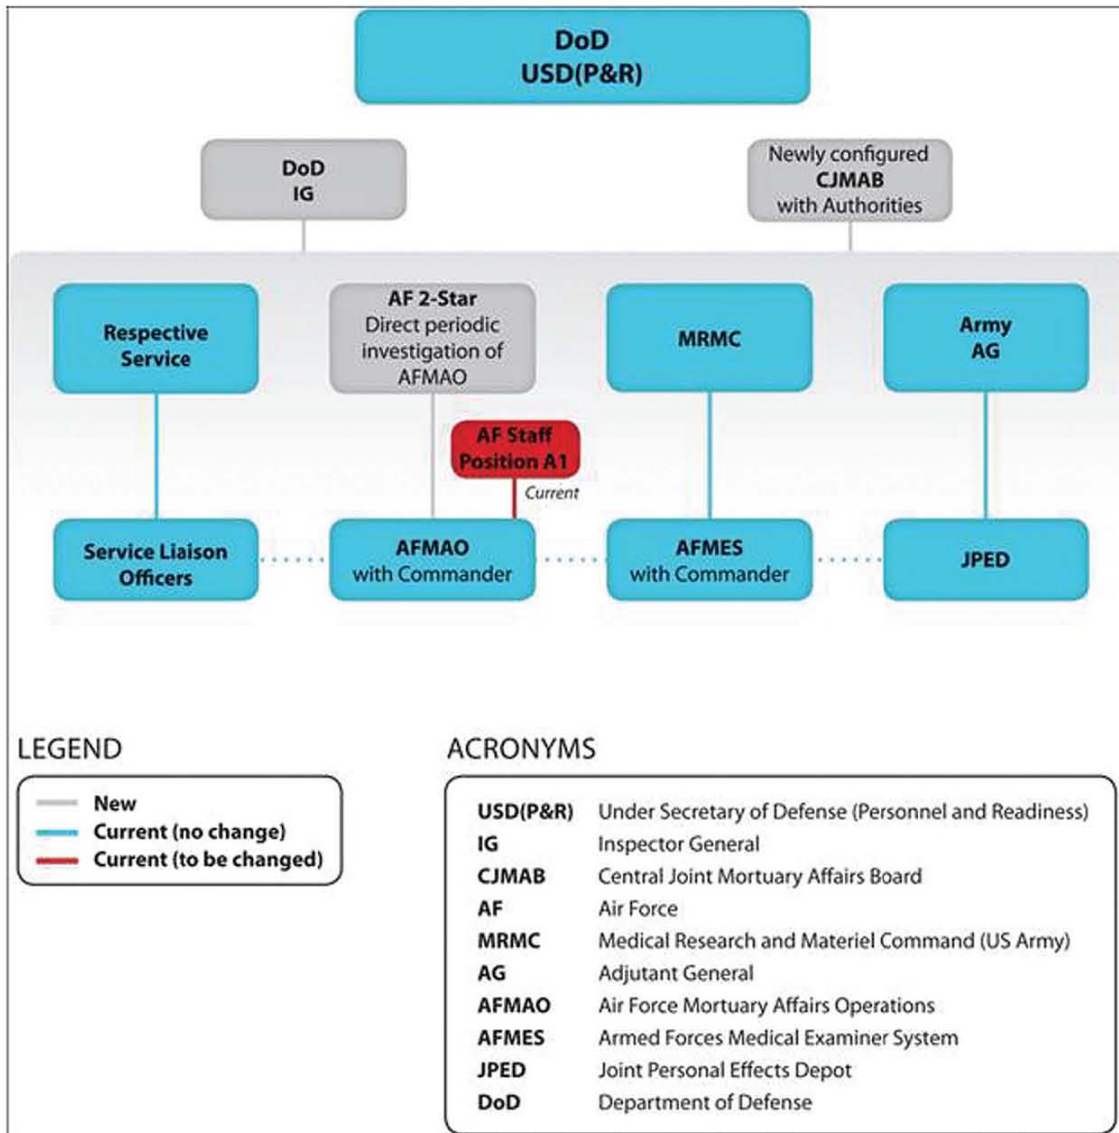 DoD
USD(P&R)
DoD
IG
Newly configured
CJMAB
with Authorities
Respective
Service
AF 2-Star
Direct periodic
investigation of
AFMAO
MRMC
Army
AG
AF Staff
Position A1
Current
Service Liaison
Officers
AFMAO
with Commander
AFMES
with Commander
JPED
LEGEND
New
Current (no change)
Current (to be changed)
ACRONYMS
USD(P&R) Under Secretary of Defense (Personnel and Readiness)
IG Inspector General
CJMAB Central Joint Mortuary Affairs Board
AF Air Force
MRMC Medical Research and Materiel Command (US Army)
AG Adjutant General
AFMAO Air Force Mortuary Affairs Operations
AFMES Armed Forces Medical Examiner System
JPED Joint Personal Effects Depot
DoD Department of Defense